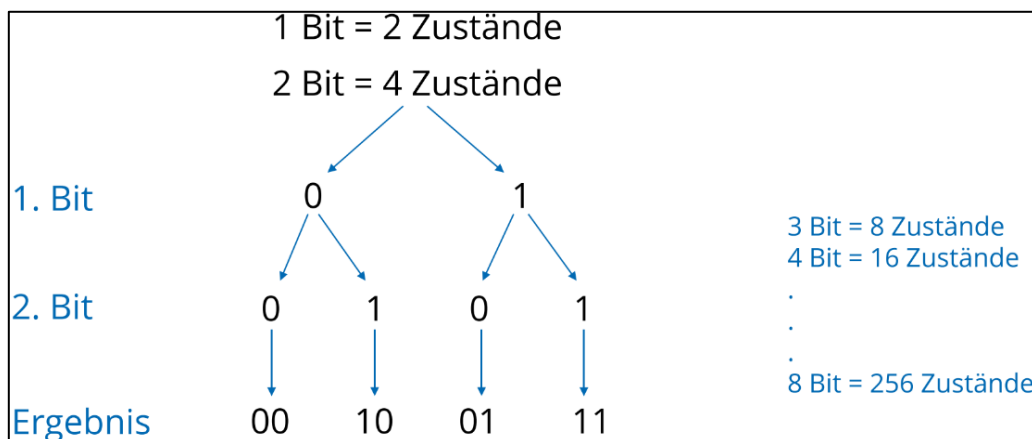 1 Bit = 2 Zustände
2 Bit = 4 Zustände
1. Bit 0 1
3 Bit = 8 Zustände
4 Bit = 16 Zustände
.
.
.
2. Bit 0 1 0 1
8 Bit = 256 Zustände
Ergebnis 00 10 01 11